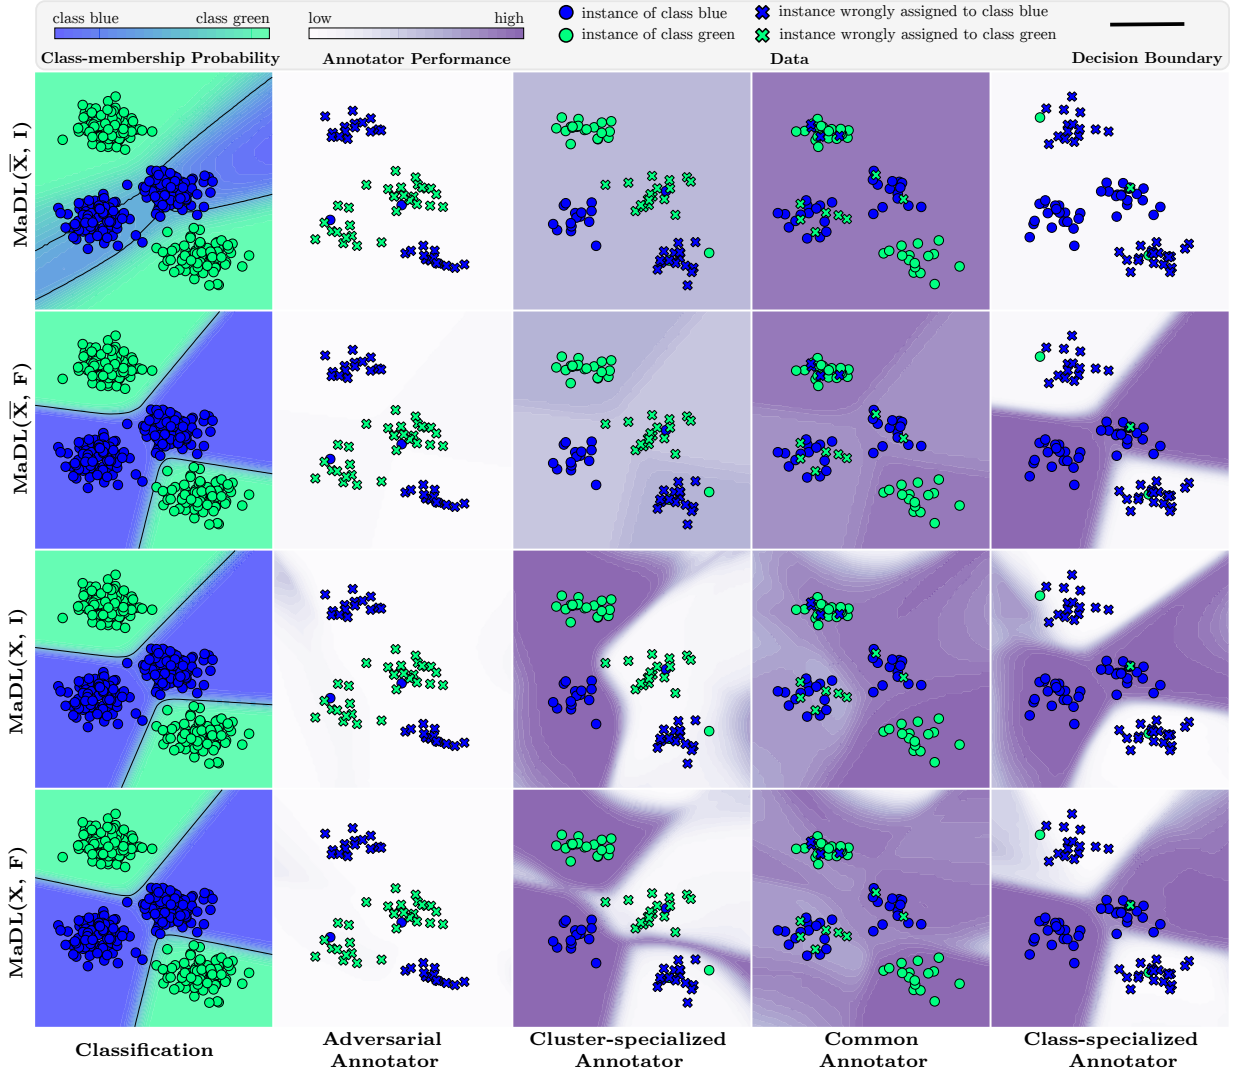 class blue class green
Class-membership Probability
low high
Annotator Performance
instance of class blue
instance of class green
instance wrongly assigned to class blue
instance wrongly assigned to class green
Data
Decision Boundary
MaDL(X̅, I)
MaDL(X̅, F)
MaDL(X, I)
MaDL(X, F)
Classification
Adversarial
Annotator
Cluster-specialized
Annotator
Common
Annotator
Class-specialized
Annotator